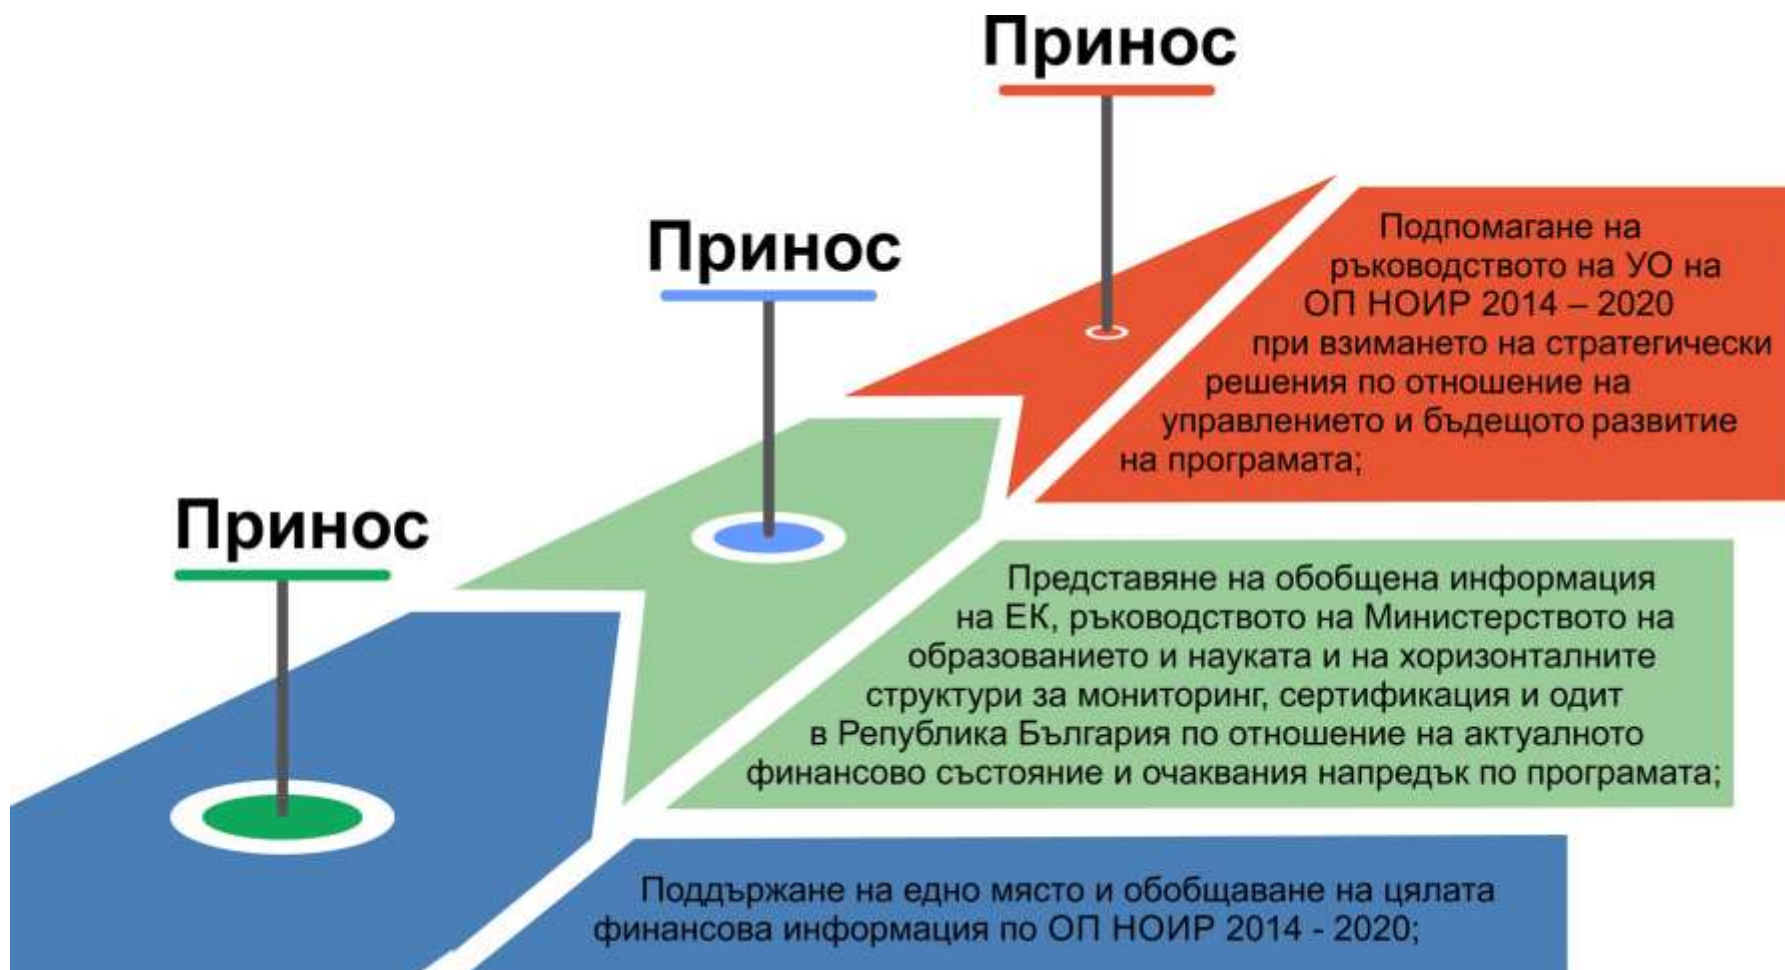 Принос
Подпомагане на
ръководството на УО на
ОП НОИР 2014 – 2020
при взимането на стратегически
решения по отношение на
управлението и бъдещото развитие
на програмата;
Принос
Представяне на обобщена информация
на ЕК, ръководството на Министерството на
образованието и науката и на хоризонталните
структури за мониторинг, сертификация и одит
в Република България по отношение на актуалното
финансово състояние и очаквания напредък по програмата;
Принос
Поддържане на едно място и обобщаване на цялата
финансова информация по ОП НОИР 2014 - 2020;